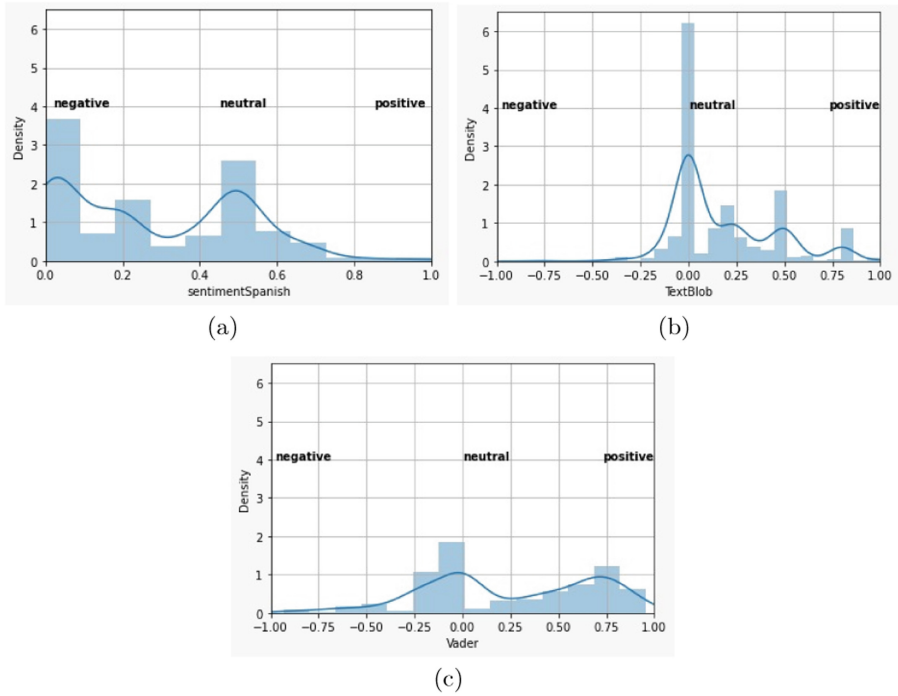 6
5
4
3
2
1
0
Density
negative neutral positive
0.0 0.2 0.4 0.6 0.8 1.0
sentimentSpanish
(a)
6
5
4
3
2
1
0
Density
negative neutral positive
−1.00 −0.75 −0.50 −0.25 0.00 0.25 0.50 0.75 1.00
TextBlob
(b)
6
5
4
3
2
1
0
Density
negative neutral positive
−1.00 −0.75 −0.50 −0.25 0.00 0.25 0.50 0.75 1.00
Vader
(c)